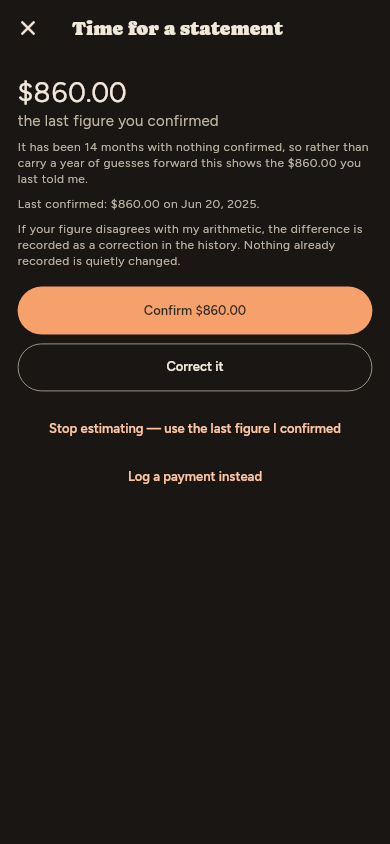 Time for a statement
$860.00
the last figure you confirmed
It has been 14 months with nothing confirmed, so rather than
carry a year of guesses forward this shows the $860.00 you
last told me.
Last confirmed: $860.00 on Jun 20, 2025.
If your figure disagrees with my arithmetic, the difference is
recorded as a correction in the history. Nothing already
recorded is quietly changed.
Confirm $860.00
Correct it
Stop estimating — use the last figure I confirmed
Log a payment instead